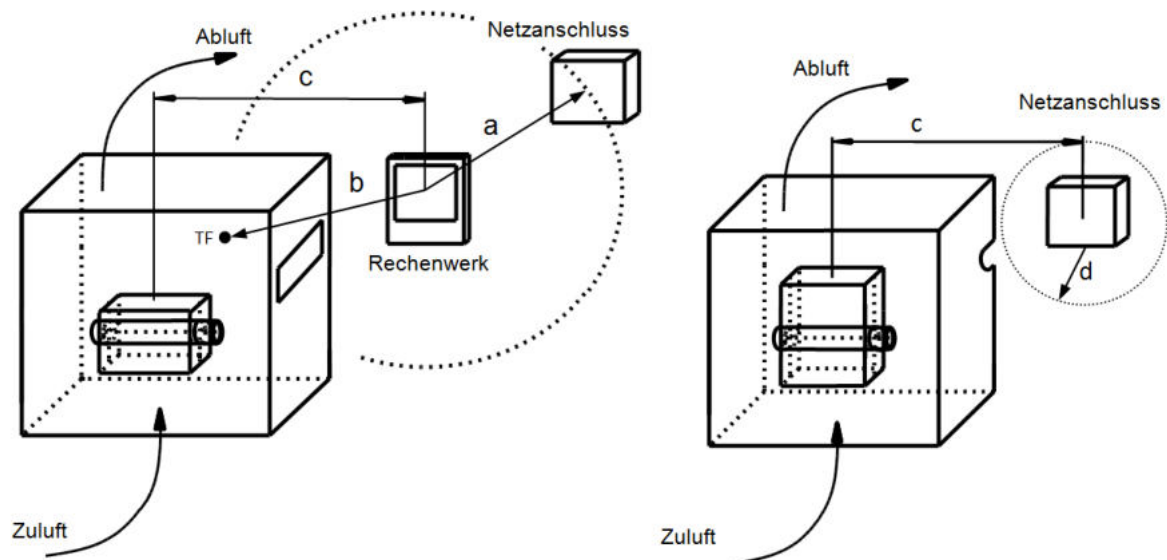 Abluft
Netzanschluss
c
a
b
TF
Rechenwerk
Zuluft
Abluft
Netzanschluss
c
d
Zuluft